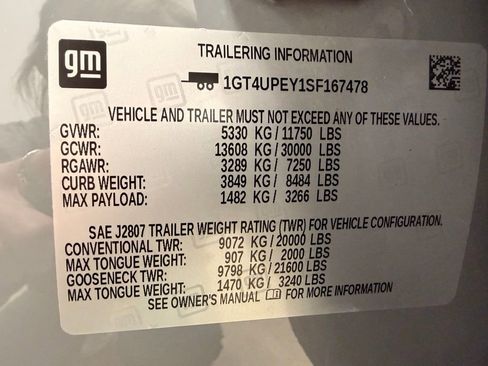 gm
TRAILERING INFORMATION
1GT4UPEY1SF167478
VEHICLE AND TRAILER MUST NOT EXCEED ANY OF THESE VALUES.
GVWR: 5330 KG / 11750 LBS
GCWR: 13608 KG / 30000 LBS
RGAWR: 3289 KG / 7250 LBS
CURB WEIGHT: 3849 KG / 8484 LBS
MAX PAYLOAD: 1482 KG / 3266 LBS
SAE J2807 TRAILER WEIGHT RATING (TWR) FOR VEHICLE CONFIGURATION.
CONVENTIONAL TWR: 9072 KG / 20000 LBS
MAX TONGUE WEIGHT: 907 KG / 2000 LBS
GOOSENECK TWR: 9798 KG / 21600 LBS
MAX TONGUE WEIGHT: 1470 KG / 3240 LBS
SEE OWNER'S MANUAL FOR MORE INFORMATION